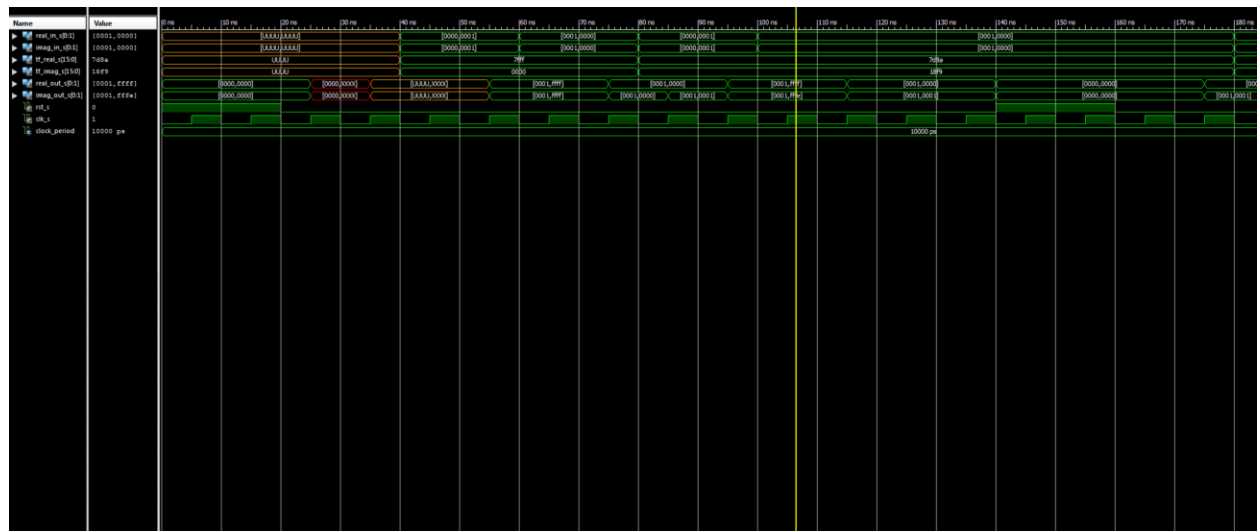 Name Value 0 ns 10 ns 20 ns 30 ns 40 ns 50 ns 60 ns 70 ns 80 ns 90 ns 100 ns 110 ns 120 ns 130 ns 140 ns 150 ns 160 ns 170 ns 180 ns
real_in_s[0:1] [0001,0000] [UUUU,UUUU] [0000,0001] [0001,0000] [0000,0001] [0001,0000]
imag_in_s[0:1] [0001,0000] [UUUU,UUUU] [0000,0001] [0001,0000] [0000,0001] [0001,0000]
tf_real_s[15:0] 7d8a UUUU 7fff 7d8a
tf_imag_s[15:0] 18f9 UUUU 0000 18f9
real_out_s[0:1] [0001,ffff] [0000,0000] [0000,XXXX] [UUUU,XXXX] [0001,ffff] [0001,0000] [0001,ffff] [0001,0000] [0000,0000]
imag_out_s[0:1] [0001,fffe] [0000,0000] [0000,XXXX] [UUUU,XXXX] [0001,ffff] [0001,0000] [0001,0001] [0001,fffe] [0001,0001] [0000,0000] [0001,0001]
rst_s 0
clk_s 1
clock_period 10000 ps 10000 ps